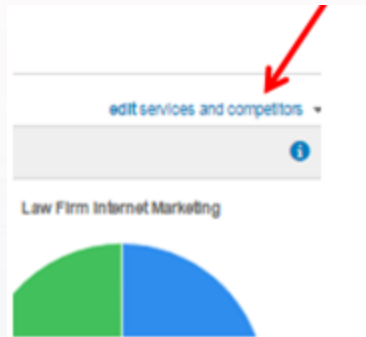 edit services and competitors
Law Firm Internet Marketing